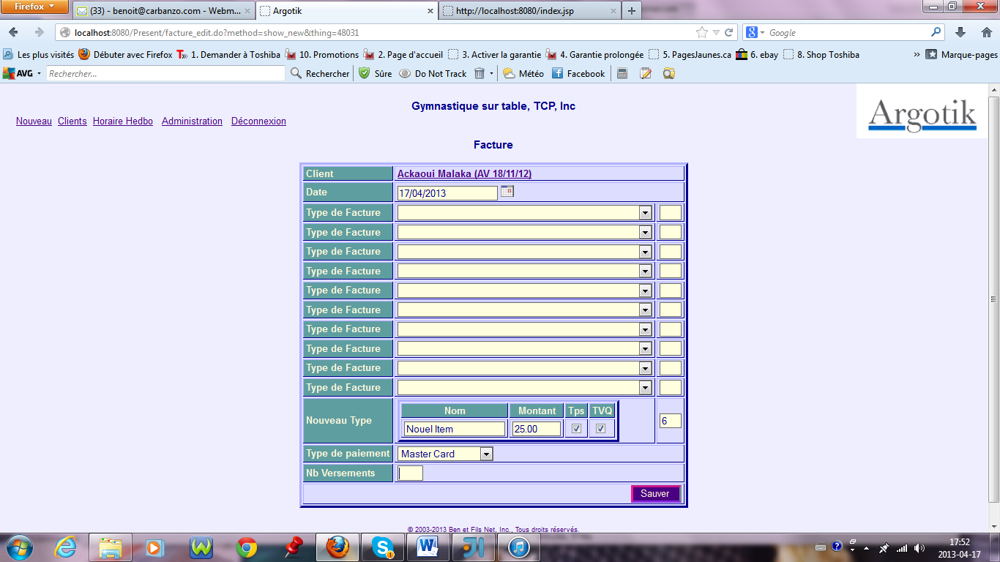 Firefox
(33) - benoit@carbanzo.com - Webm...
Argotik
http://localhost:8080/index.jsp
localhost:8080/Present/facture_edit.do?method=show_new&thing=48031
Google
Les plus visités Débuter avec Firefox 1. Demander à Toshiba 10. Promotions 2. Page d'accueil 3. Activer la garantie 4. Garantie prolongée 5. PagesJaunes.ca 6. ebay 8. Shop Toshiba » Marque-pages
AVG Rechercher... Rechercher Sûre Do Not Track Météo Facebook
Gymnastique sur table, TCP, Inc
Argotik
Nouveau Clients Horaire Hedbo Administration Déconnexion
Facture
Client Ackaoui Malaka (AV 18/11/12)
Date 17/04/2013
Type de Facture
Type de Facture
Type de Facture
Type de Facture
Type de Facture
Type de Facture
Type de Facture
Type de Facture
Type de Facture
Type de Facture
Nom Montant Tps TVQ
Nouveau Type 6
Nouel Item 25.00
Type de paiement Master Card
Nb Versements
Sauver
© 2003-2013 Ben et Fils Net, Inc., Tous droits réservés.
17:52
2013-04-17